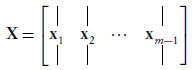 X = [ x₁ x₂ ⋯ xₘ₋₁ ]